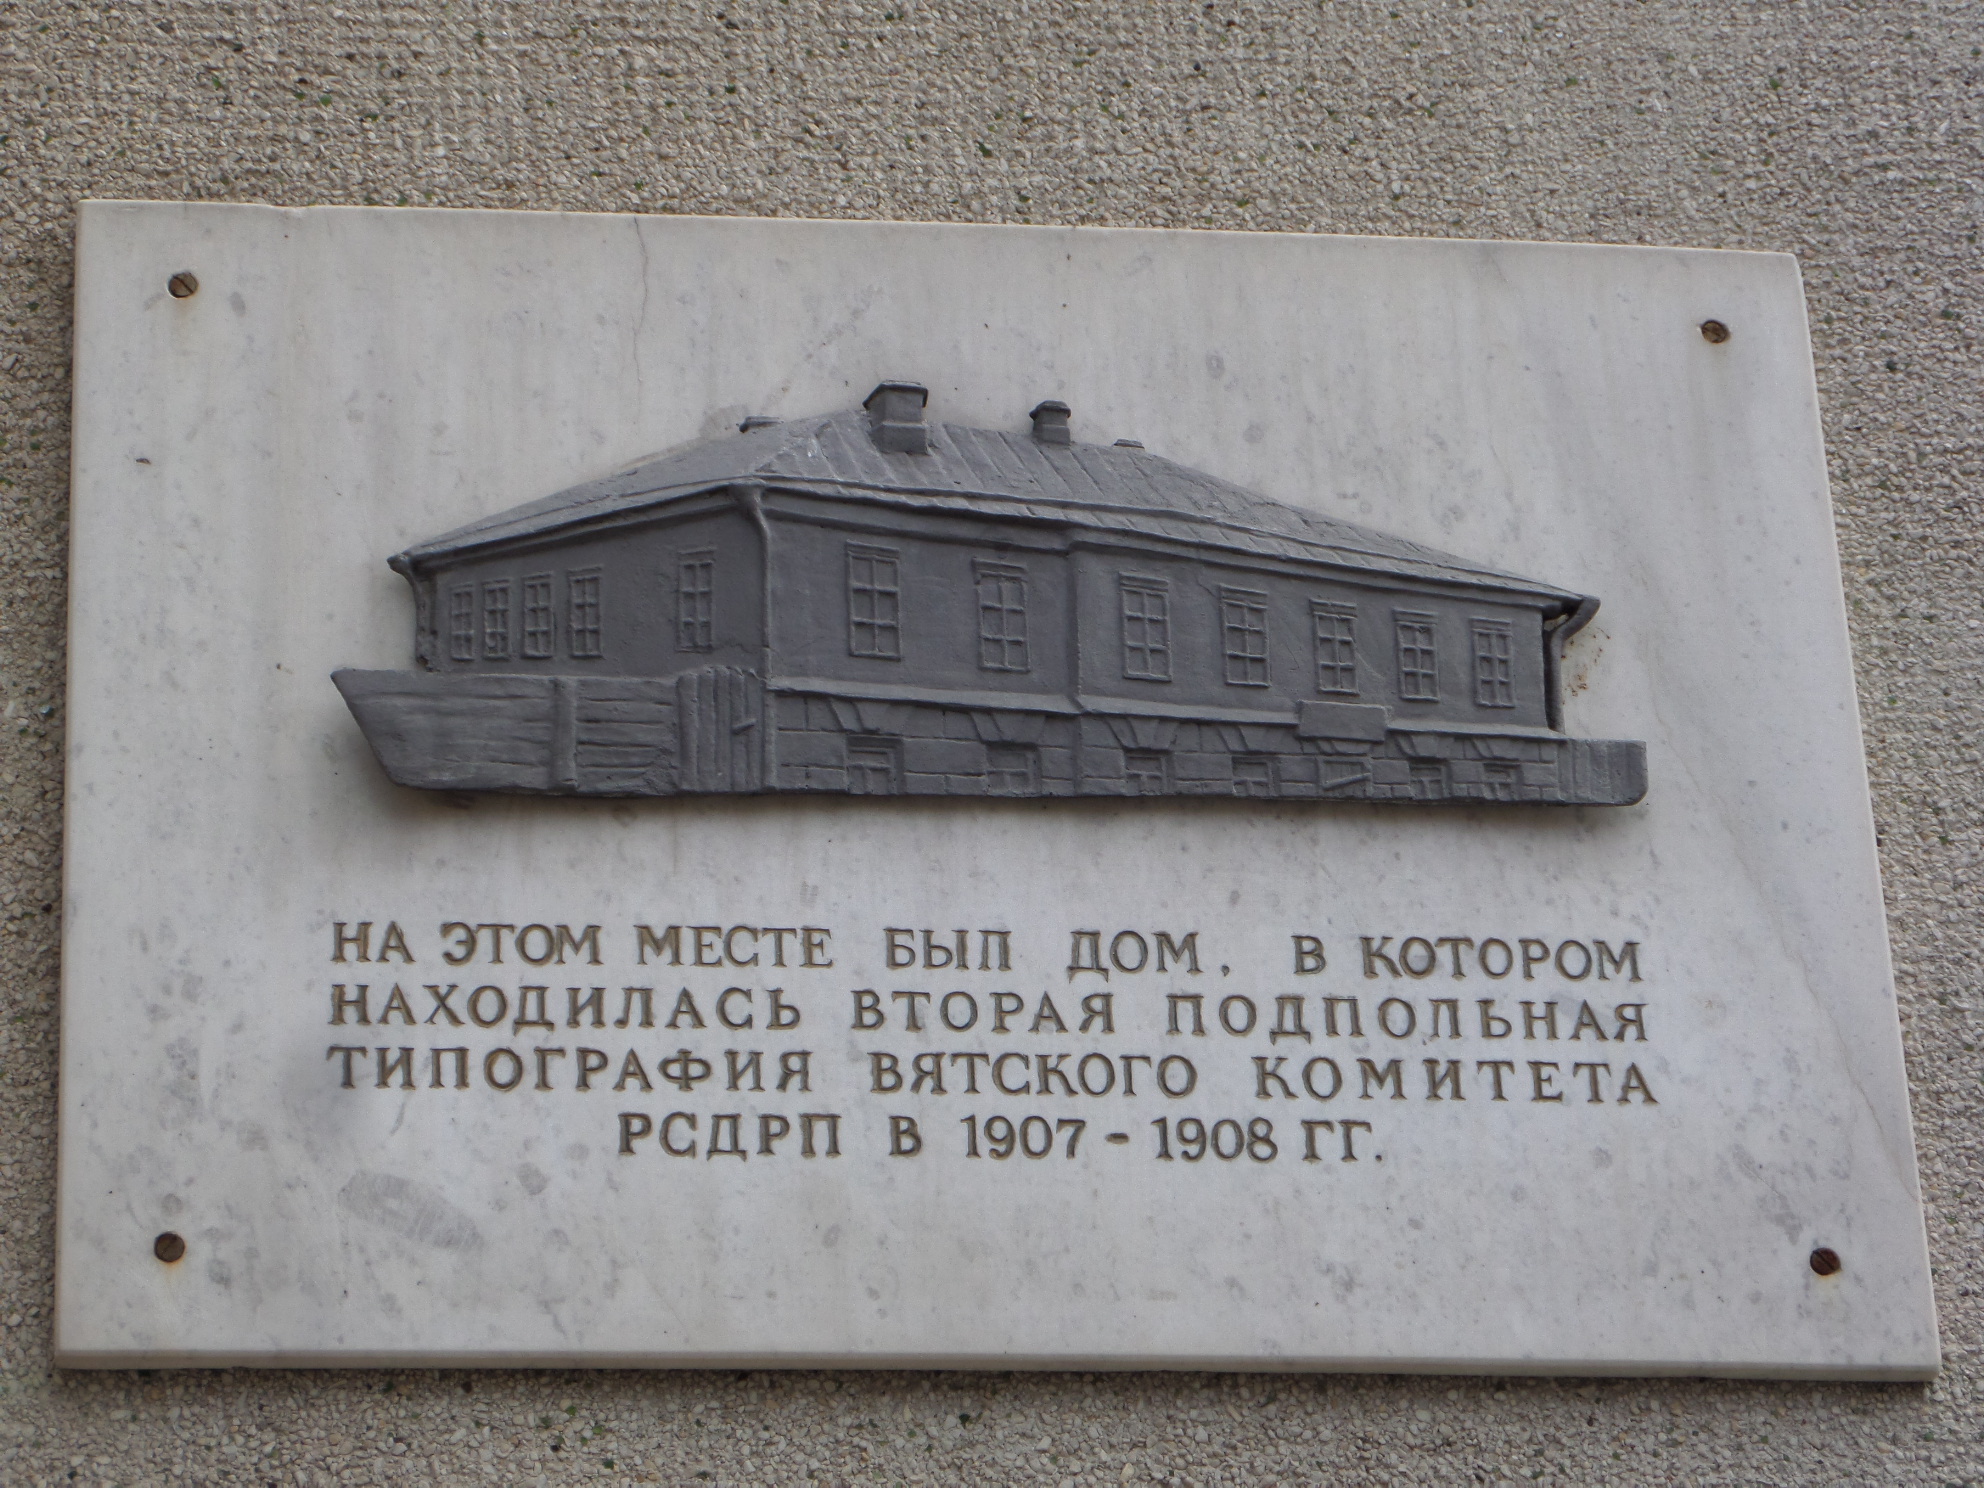 НА ЭТОМ МЕСТЕ БЫЛ ДОМ, В КОТОРОМ
НАХОДИЛАСЬ ВТОРАЯ ПОДПОЛЬНАЯ
ТИПОГРАФИЯ ВЯТСКОГО КОМИТЕТА
РСДРП В 1907-1908 ГГ.